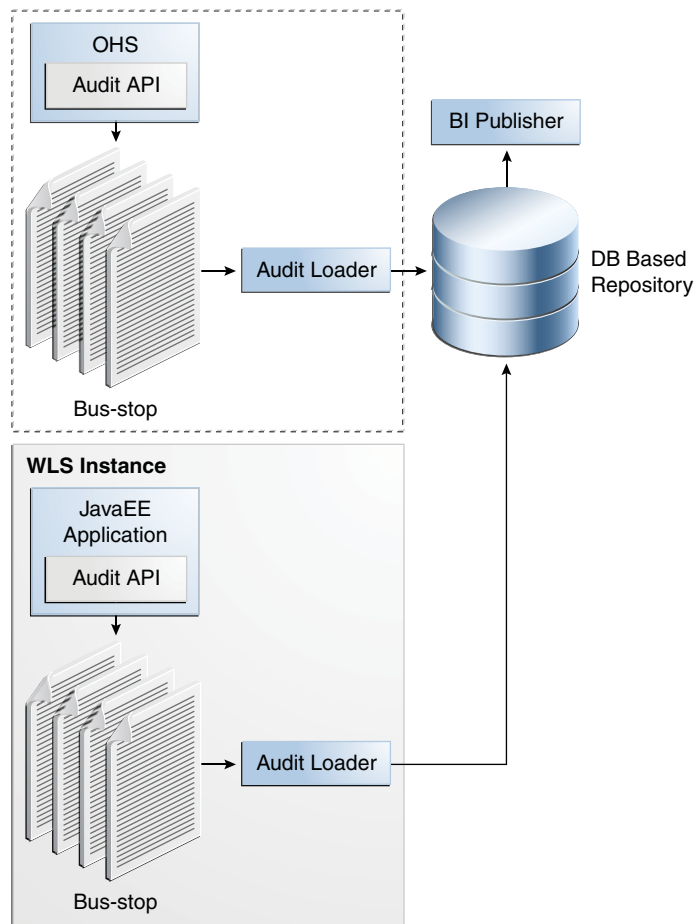 OHS
Audit API
Bus-stop
Audit Loader
BI Publisher
DB Based
Repository
WLS Instance
JavaEE
Application
Audit API
Bus-stop
Audit Loader